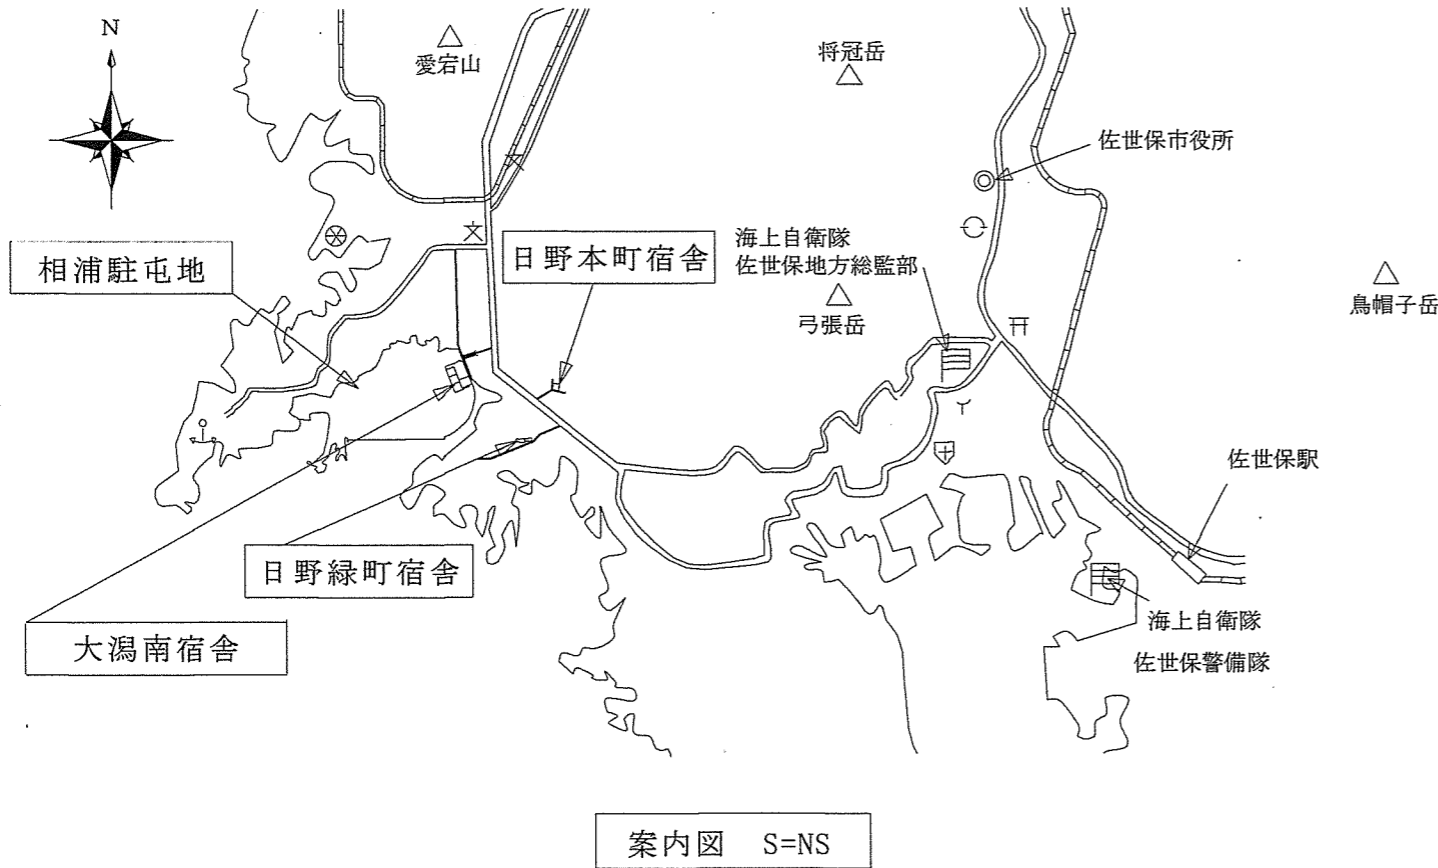 N
愛宕山
将冠岳
佐世保市役所
相浦駐屯地
日野本町宿舎
海上自衛隊
佐世保地方総監部
弓張岳
烏帽子岳
佐世保駅
日野緑町宿舎
大潟南宿舎
海上自衛隊
佐世保警備隊
案内図 S=NS